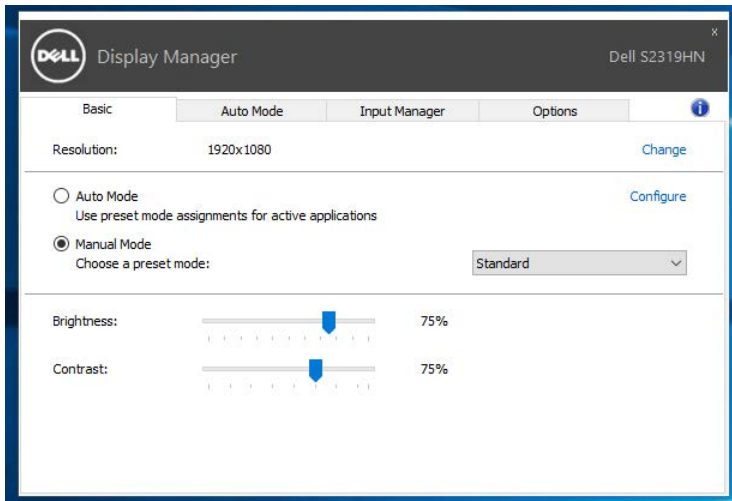 x
DELL Display Manager Dell S2319HN
Basic Auto Mode Input Manager Options i
Resolution: 1920x1080 Change
Auto Mode Configure
Use preset mode assignments for active applications
Manual Mode
Choose a preset mode: Standard
Brightness: 75%
Contrast: 75%